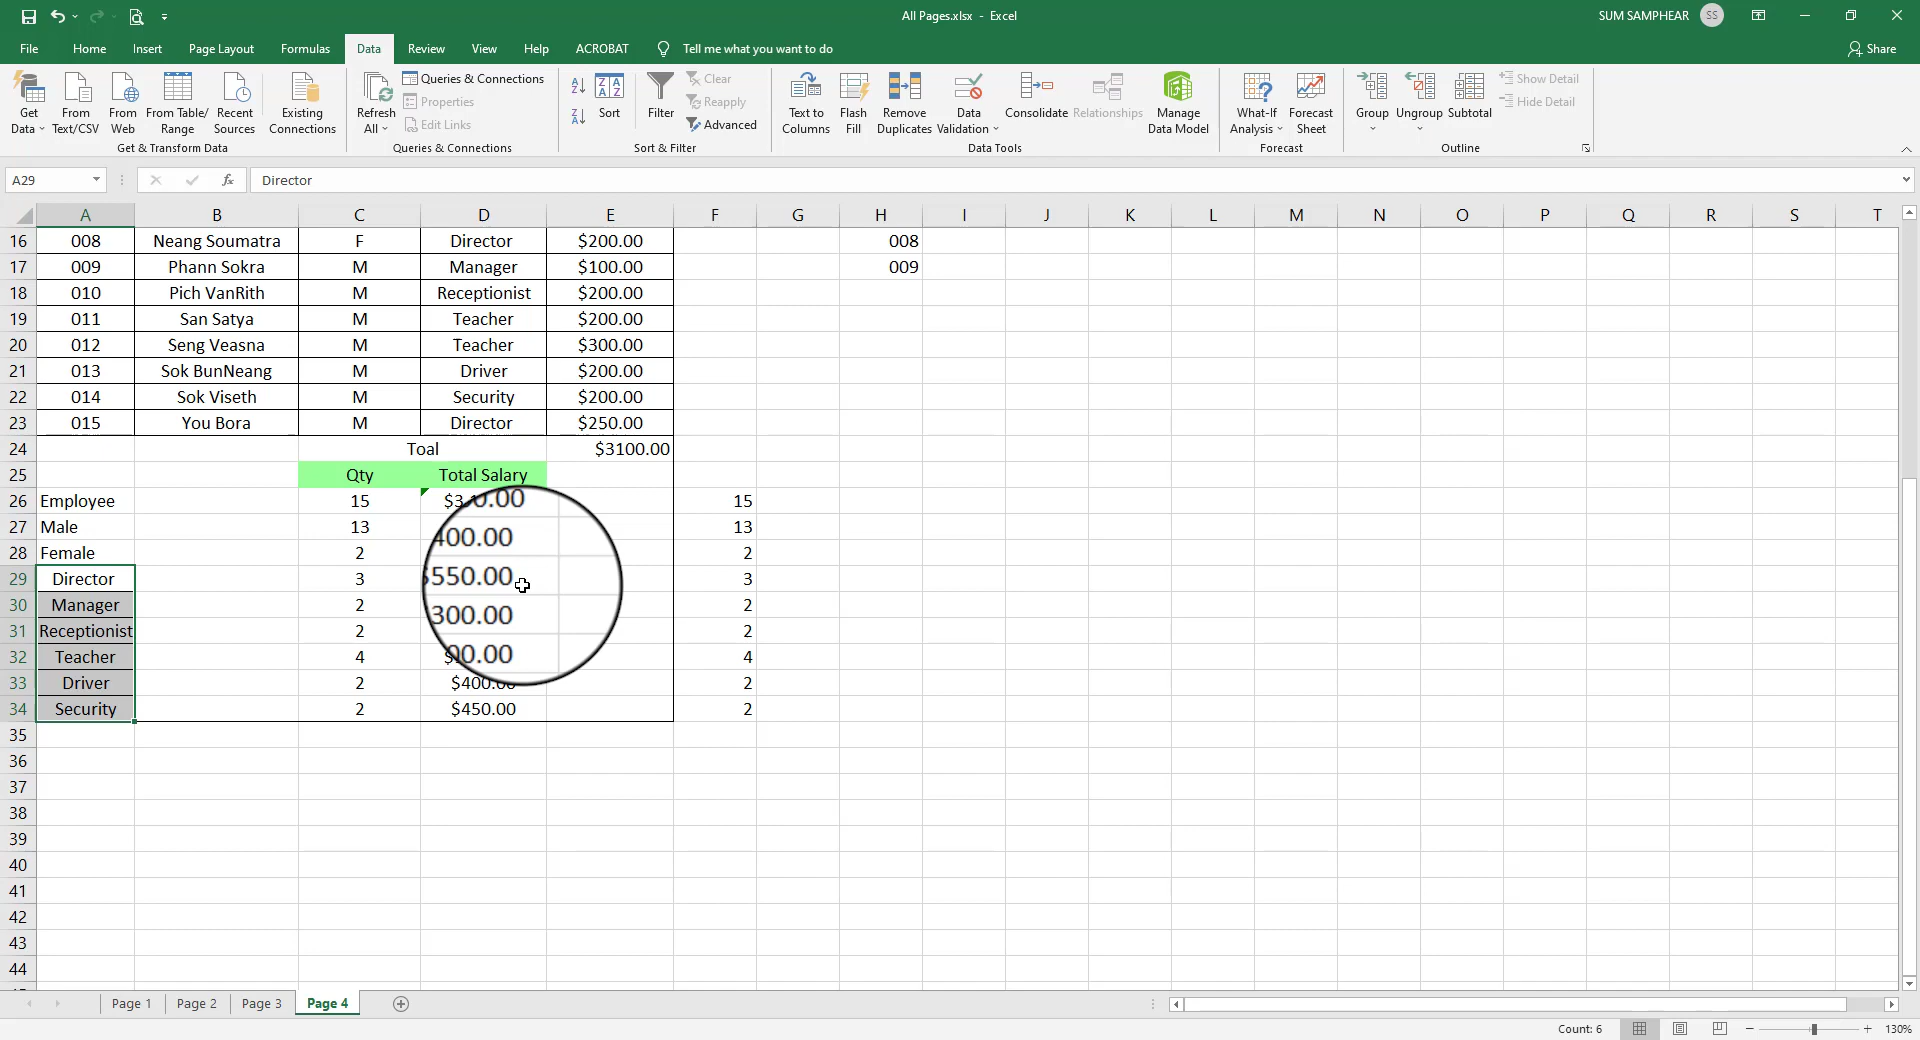 All Pages.xlsx - Excel
SUM SAMPHEAR SS
File Home Insert Page Layout Formulas Data Review View Help ACROBAT Tell me what you want to do Share
Get Data
From Text/CSV
From Web
From Table/ Range
Recent Sources
Existing Connections
Get & Transform Data
Refresh All
Queries & Connections
Properties
Edit Links
Queries & Connections
Sort
Filter
Clear
Reapply
Advanced
Sort & Filter
Text to Columns
Flash Fill
Remove Duplicates
Data Validation
Consolidate
Relationships
Manage Data Model
Data Tools
What-If Analysis
Forecast Sheet
Forecast
Group
Ungroup
Subtotal
Show Detail
Hide Detail
Outline
A29 fx Director
A B C D E F G H I J K L M N O P Q R S T
16 008 Neang Soumatra F Director $200.00 008
17 009 Phann Sokra M Manager $100.00 009
18 010 Pich VanRith M Receptionist $200.00
19 011 San Satya M Teacher $200.00
20 012 Seng Veasna M Teacher $300.00
21 013 Sok BunNeang M Driver $200.00
22 014 Sok Viseth M Security $200.00
23 015 You Bora M Director $250.00
24 Toal $3100.00
25 Qty Total Salary
26 Employee 15 15
27 Male 13 13
28 Female 2 400.00 2
29 Director 3 550.00 3
30 Manager 2 300.00 2
31 Receptionist 2 2
32 Teacher 4 4
33 Driver 2 $400.00 2
34 Security 2 $450.00 2
35
36
37
38
39
40
41
42
43
44
Page 1 Page 2 Page 3 Page 4
Count: 6 130%